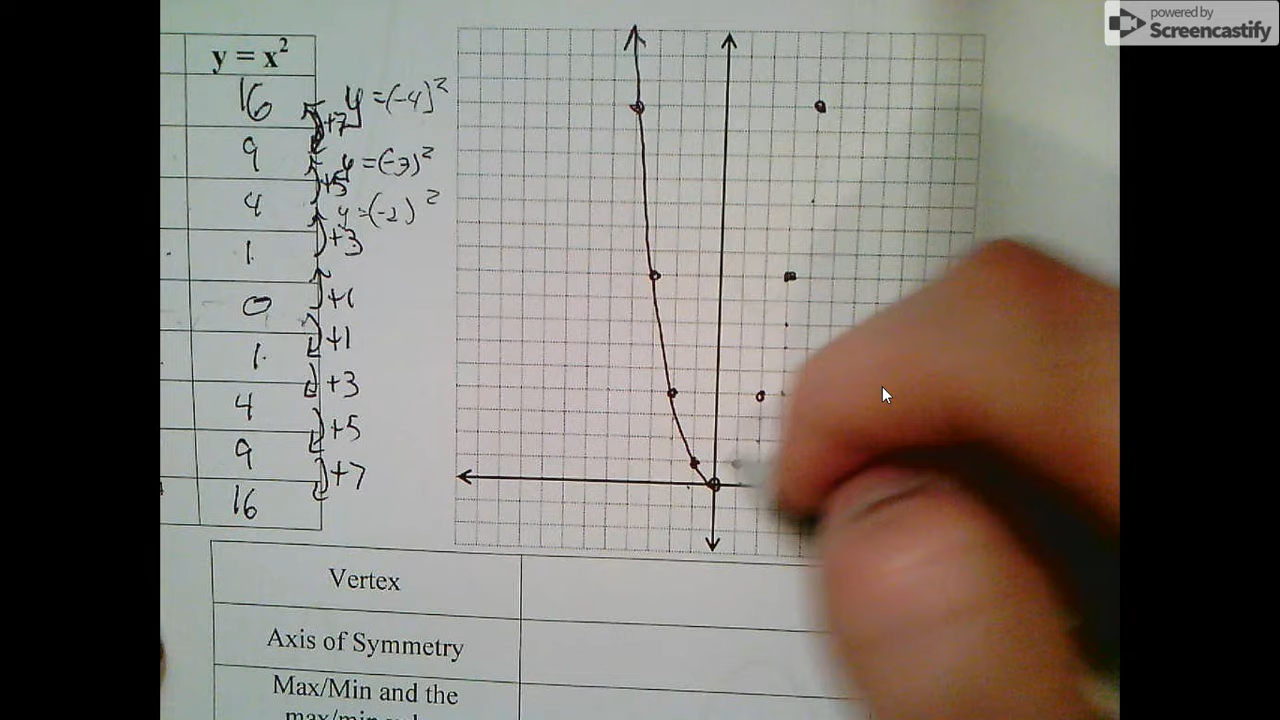 powered by
Screencastify
y = x²
16
+7
y = (-4)²
9
+5
y = (-3)²
4
+3
y = (-2)²
1
0
+1
+1
1
+3
4
+5
9
+7
16
Vertex
Axis of Symmetry
Max/Min and the